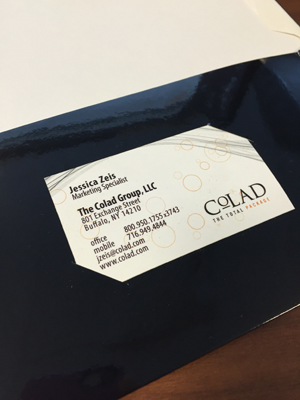 Jessica Zeis
Marketing Specialist
The Colad Group, LLC
801 Exchange Street
Buffalo, NY 14210
office 800.950.1755 x3743
mobile 716.949.4844
jzeis@colad.com
www.colad.com
COLAD
THE TOTAL PACKAGE